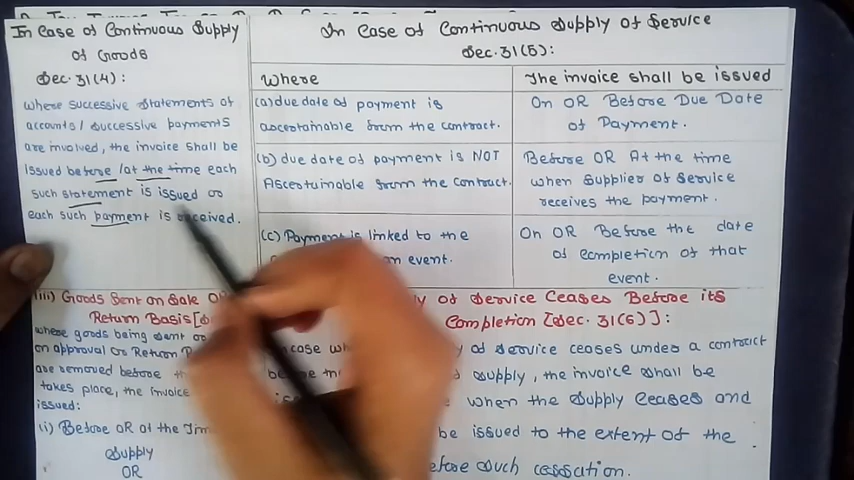 In Case of Continuous Supply
of Goods
Sec. 31(4):
where successive statements of
accounts / successive payments
are involved, the invoice shall be
issued before / at the time each
such statement is issued or
each such payment is received.
In Case of Continuous Supply of Service
Sec. 31(5):
Where
The invoice shall be issued
(a) due date of payment is
ascertainable from the contract.
On OR Before Due Date
of Payment.
(b) due date of payment is NOT
Ascertainable from the Contract.
Before OR At the time
when Supplier of Service
receives the payment.
(c) Payment is linked to the
event.
On OR Before the date
of completion of that
event.
(iii) Goods Sent on Sale
Return Basis
where goods being sent
on approval or Return
are removed before the
takes place, the invoice
issued:
(i) Before OR at the Time
Supply
OR
of Service Ceases Before its
Completion [Sec. 31(6)]:
In case
of service ceases under a contract
supply, the invoice shall be
when the supply ceases and
be issued to the extent of the
before such cessation.